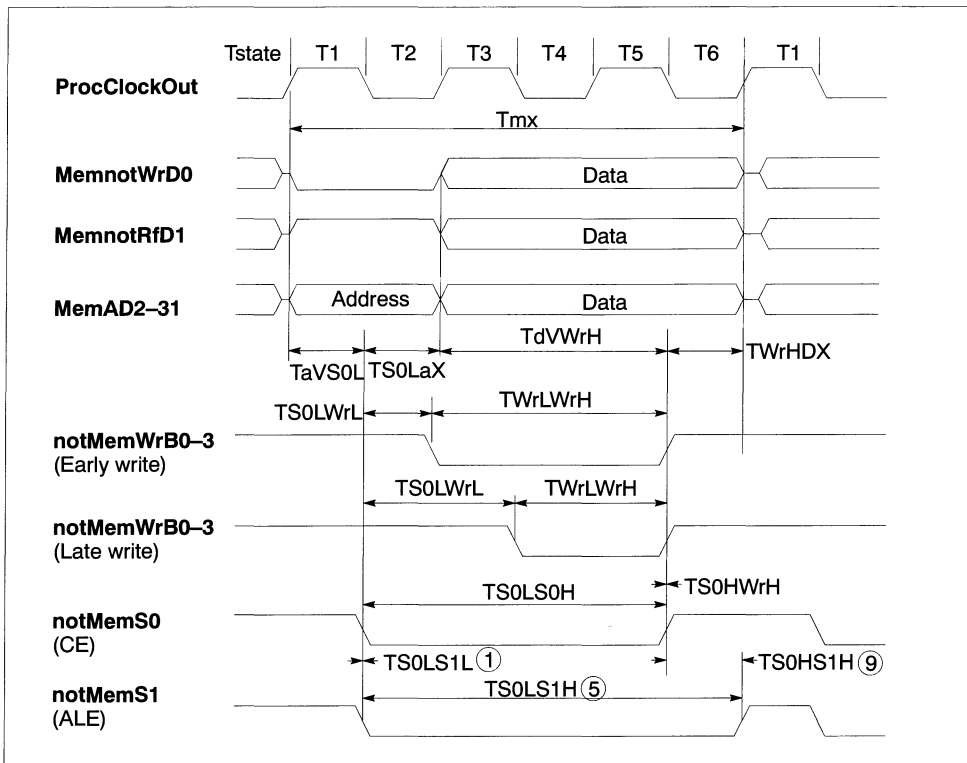 Tstate T1 T2 T3 T4 T5 T6 T1
ProcClockOut
Tmx
MemnotWrD0 Data
MemnotRfD1 Data
MemAD2–31 Address Data
TdVWrH
TaVS0L TS0LaX TWrHDX
TS0LWrL TWrLWrH
notMemWrB0–3
(Early write)
TS0LWrL TWrLWrH
notMemWrB0–3
(Late write)
TS0LS0H TS0HWrH
notMemS0
(CE)
TS0LS1L ① TS0HS1H ⑨
TS0LS1H ⑤
notMemS1
(ALE)